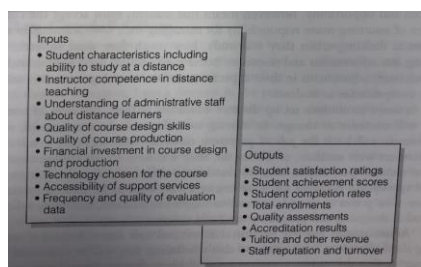 Inputs
• Student characteristics including
ability to study at a distance
• Instructor competence in distance
teaching
• Understanding of administrative staff
about distance learners
• Quality of course design skills
• Quality of course production
• Financial investment in course design
and production
• Technology chosen for the course
• Accessibility of support services
• Frequency and quality of evaluation
data
Outputs
• Student satisfaction ratings
• Student achievement scores
• Student completion rates
• Total enrollments
• Quality assessments
• Accreditation results
• Tuition and other revenue
• Staff reputation and turnover